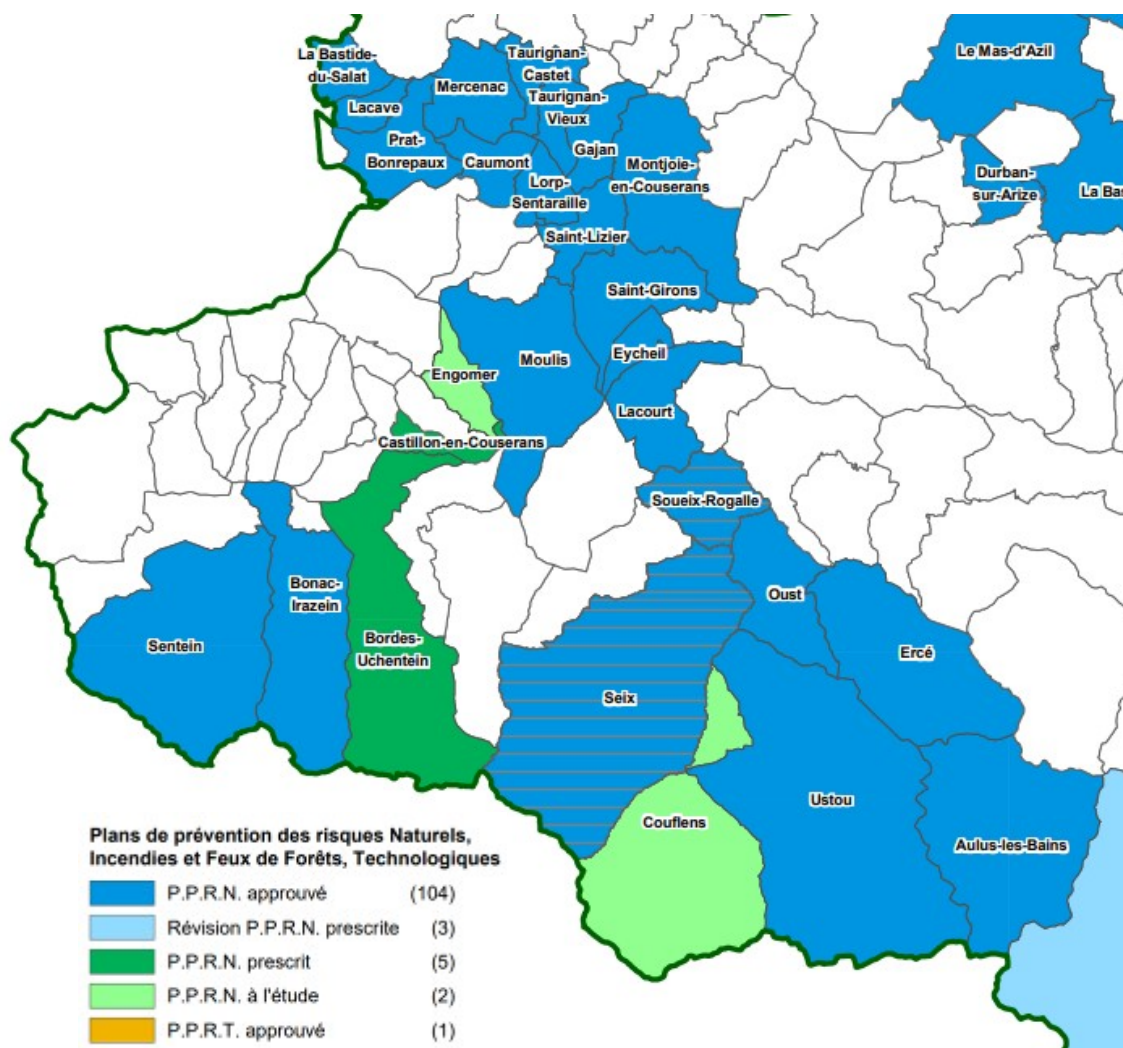 La Bastide-
du-Salat
Taurignan-
Castet
Le Mas-d'Azil
Mercenac
Lacave
Taurignan-
Vieux
Prat-
Bonrepaux
Caumont
Gajan
Montjoie-
en-Couserans
Durban-
sur-Arize
La Bas
Lorp-
Sentaraille
Saint-Lizier
Saint-Girons
Moulis
Eycheil
Engomer
Lacourt
Castillon-en-Couserans
Soueix-Rogalle
Bonac-
Irazein
Oust
Sentein
Bordes-
Uchentein
Ercé
Seix
Ustou
Couflens
Aulus-les-Bains
Plans de prévention des risques Naturels,
Incendies et Feux de Forêts, Technologiques
P.P.R.N. approuvé (104)
Révision P.P.R.N. prescrite (3)
P.P.R.N. prescrit (5)
P.P.R.N. à l'étude (2)
P.P.R.T. approuvé (1)